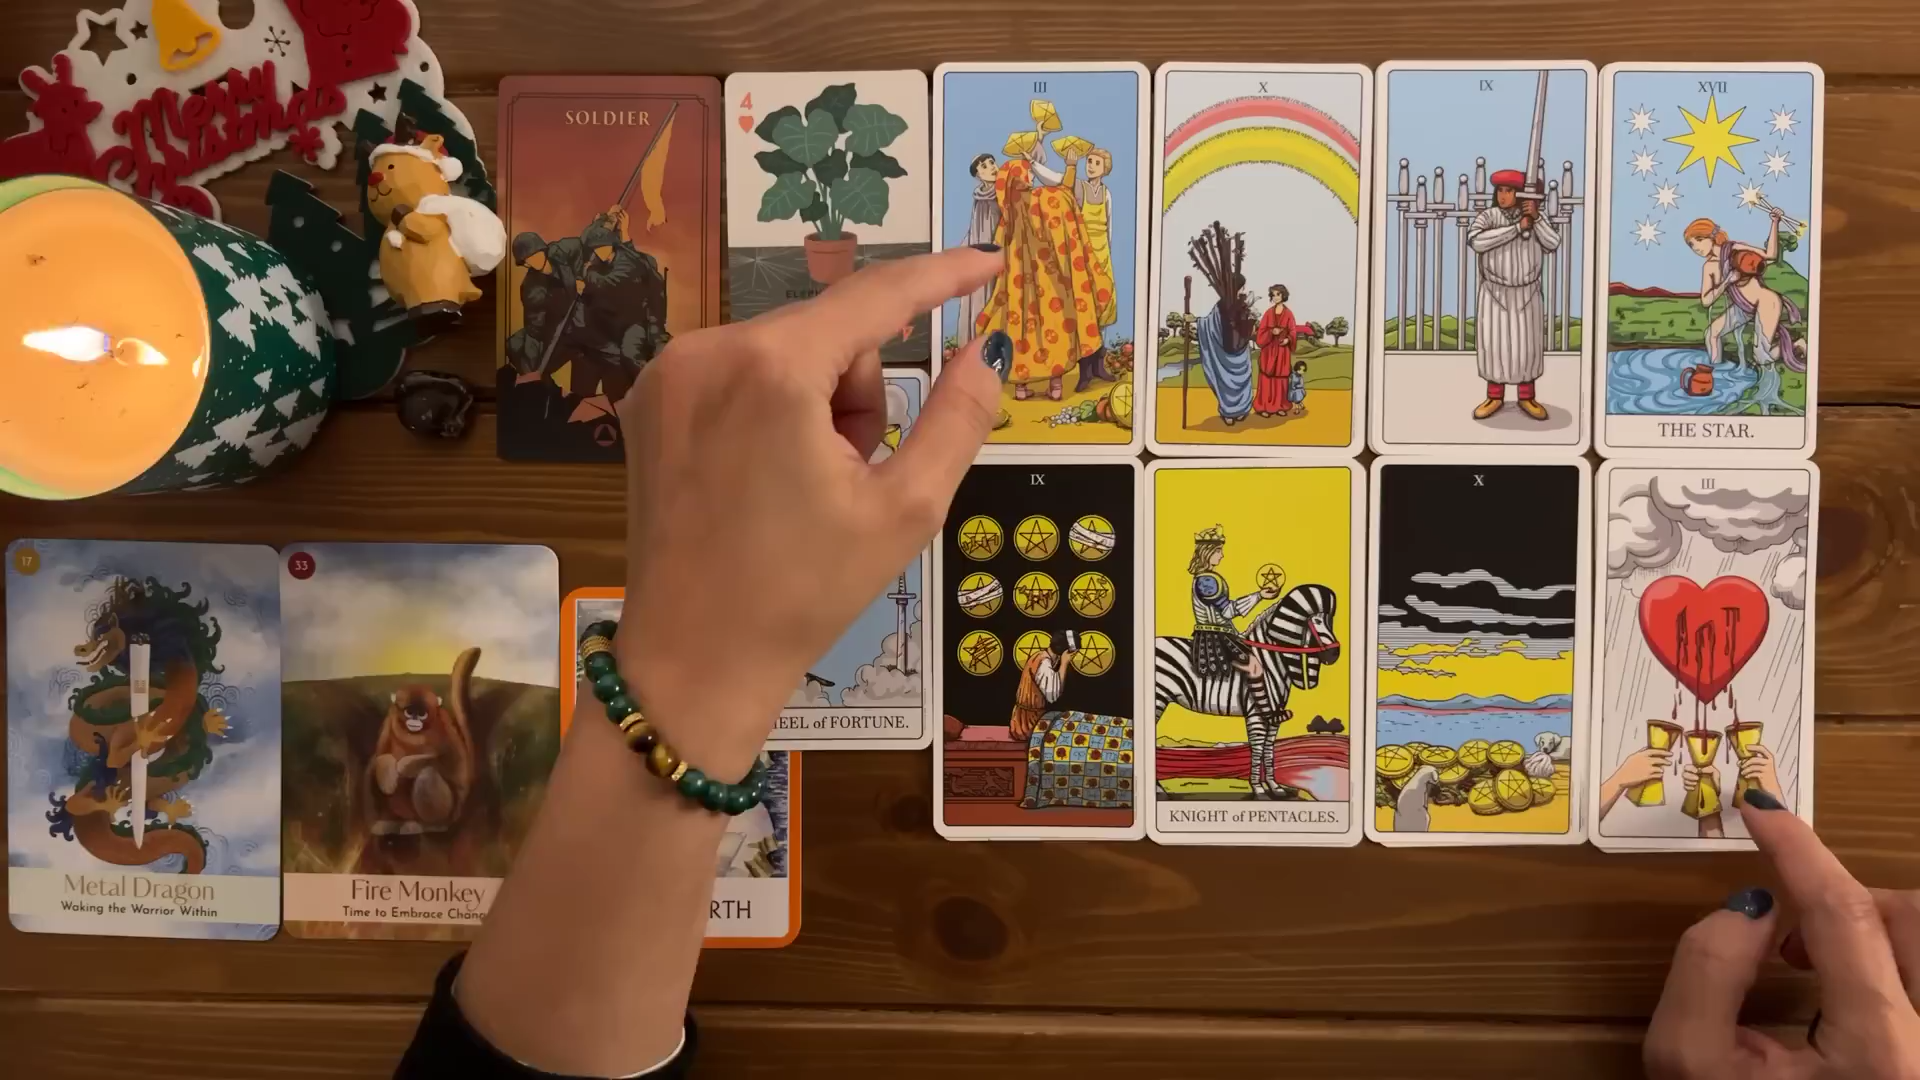 Merry
Christmas
SOLDIER
4
III
X
IX
XVII
THE STAR.
IX
X
III
KNIGHT of PENTACLES.
EEL of FORTUNE.
17
Metal Dragon
Waking the Warrior Within
33
Fire Monkey
Time to Embrace Chang
RTH